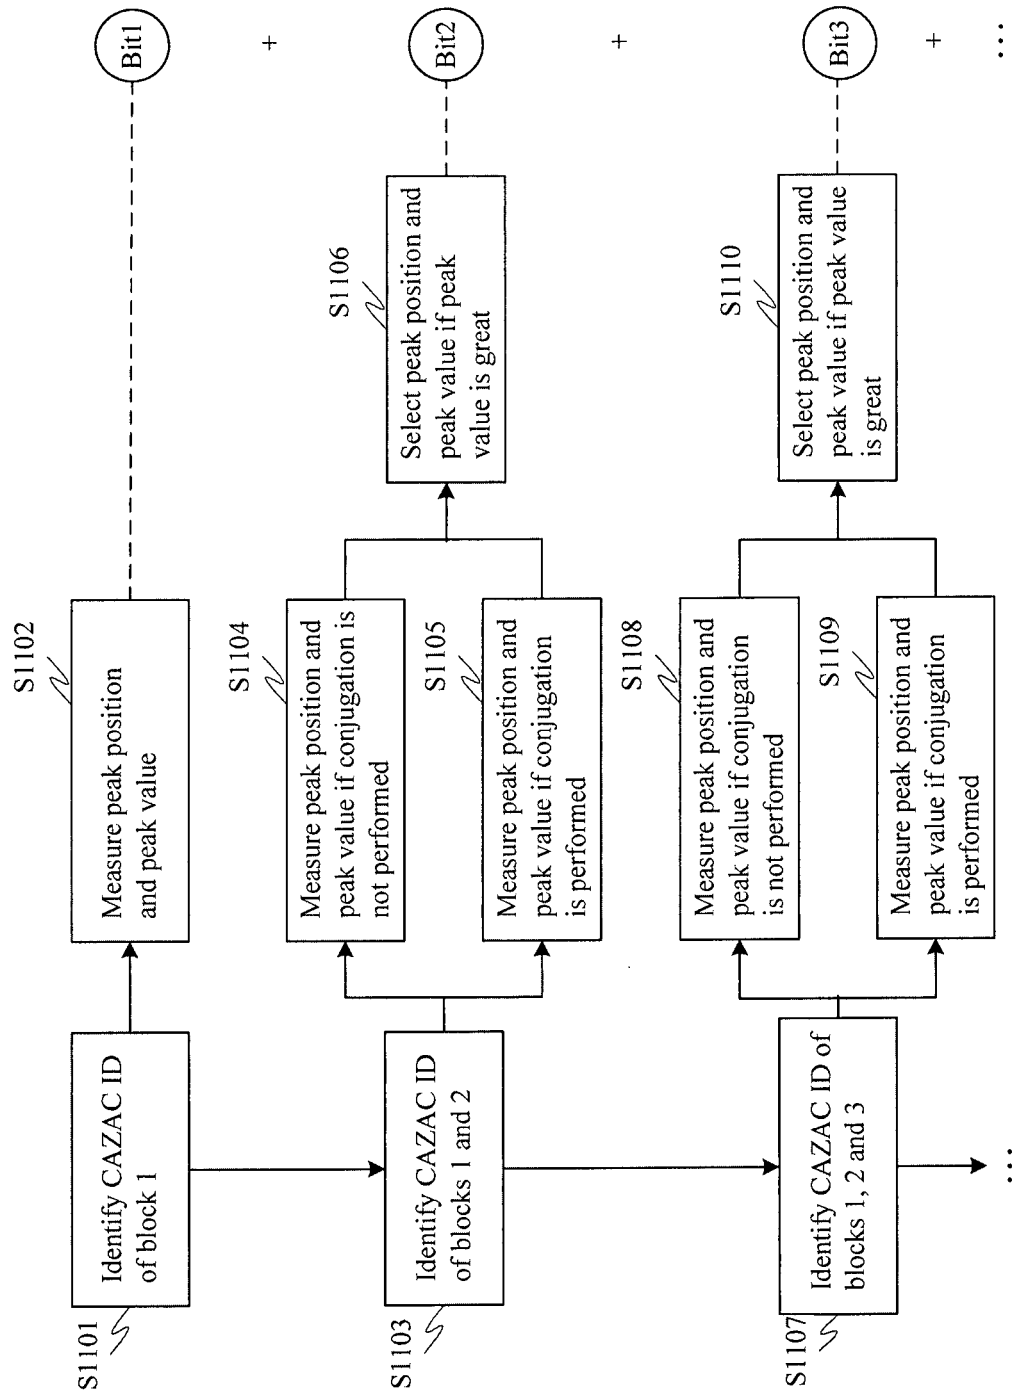 S1101
Identify CAZAC ID
of block 1
S1102
Measure peak position
and peak value
Bit1
+
S1103
Identify CAZAC ID
of blocks 1 and 2
S1104
Measure peak position and
peak value if conjugation is
not performed
S1105
Measure peak position and
peak value if conjugation
is performed
S1106
Select peak position and
peak value if peak
value is great
Bit2
+
S1107
Identify CAZAC ID of
blocks 1, 2 and 3
S1108
Measure peak position and
peak value if conjugation
is not performed
S1109
Measure peak position and
peak value if conjugation
is performed
S1110
Select peak position and
peak value if peak value
is great
Bit3
+
...
...